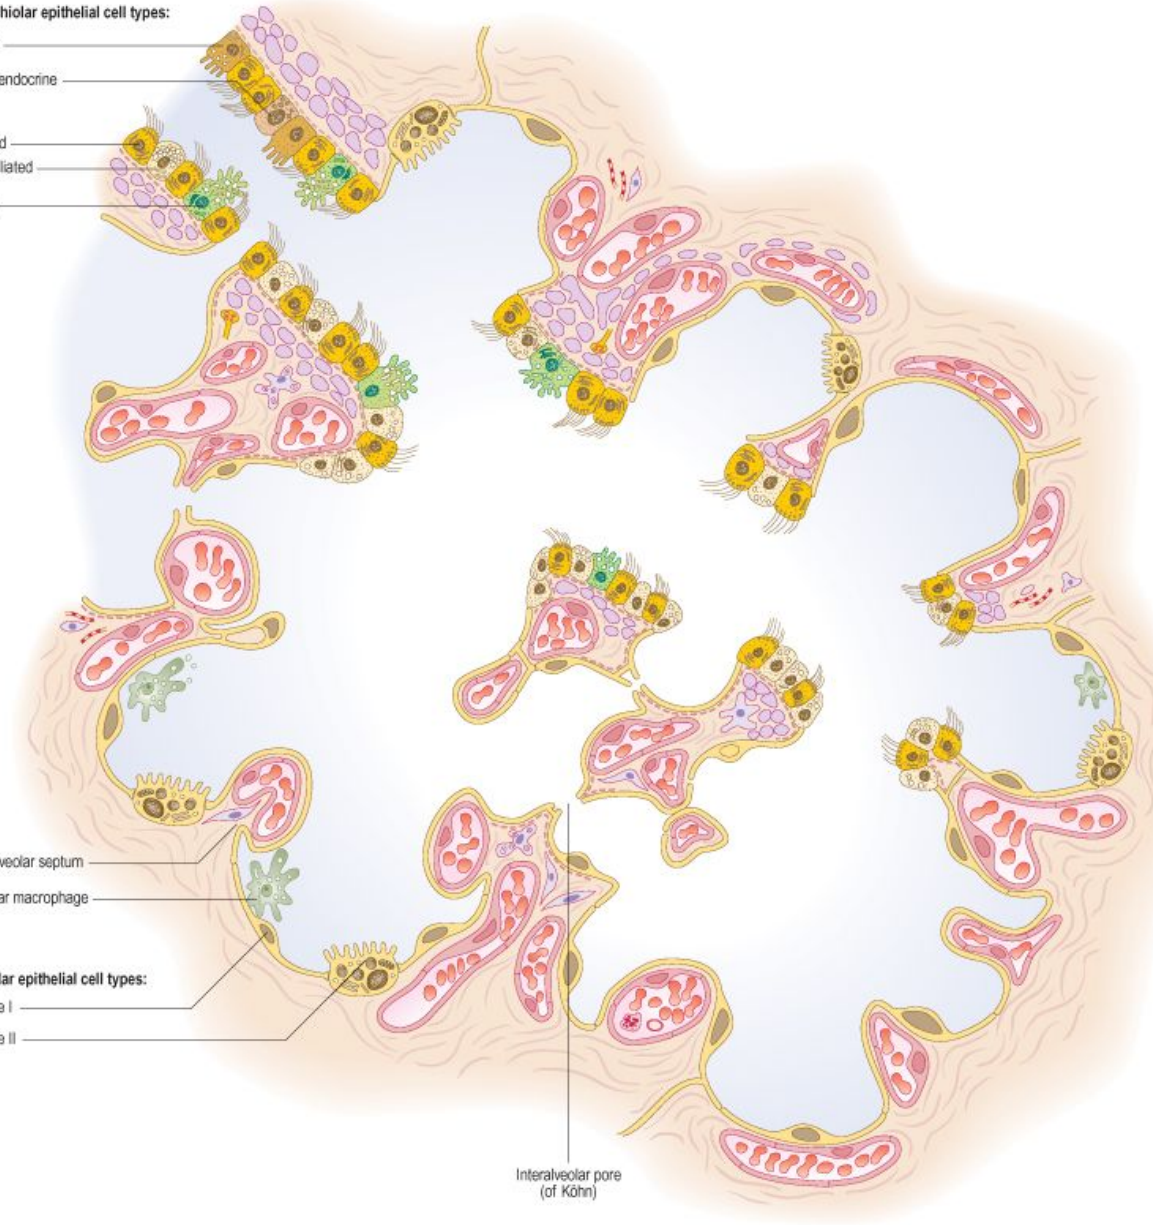 hiolar epithelial cell types:
endocrine
d
liated
veolar septum
ar macrophage
lar epithelial cell types:
e I
e II
Interalveolar pore
(of Köhn)